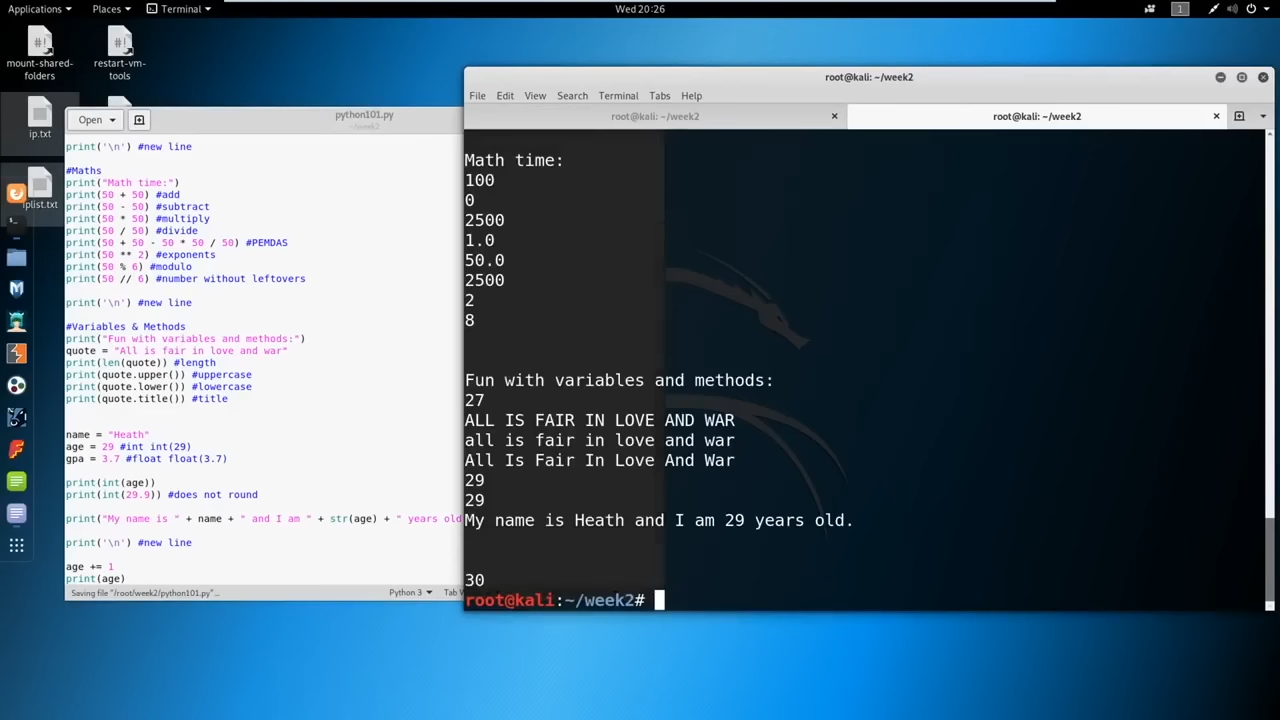 Applications Places Terminal Wed 20:26 1
#! #!
mount-shared-folders
restart-vm-tools
ip.txt
iplist.txt
Open
python101.py
~/week2
print('\n') #new line
#Maths
print("Math time:")
print(50 + 50) #add
print(50 - 50) #subtract
print(50 * 50) #multiply
print(50 / 50) #divide
print(50 + 50 - 50 * 50 / 50) #PEMDAS
print(50 ** 2) #exponents
print(50 % 6) #modulo
print(50 // 6) #number without leftovers
print('\n') #new line
#Variables & Methods
print("Fun with variables and methods:")
quote = "All is fair in love and war"
print(len(quote)) #length
print(quote.upper()) #uppercase
print(quote.lower()) #lowercase
print(quote.title()) #title
name = "Heath"
age = 29 #int int(29)
gpa = 3.7 #float float(3.7)
print(int(age))
print(int(29.9)) #does not round
print("My name is " + name + " and I am " + str(age) + " years old
print('\n') #new line
age += 1
print(age)
Saving file "/root/week2/python101.py"... Python 3 Tab W
root@kali: ~/week2
File Edit View Search Terminal Tabs Help
root@kali: ~/week2 root@kali: ~/week2
Math time:
100
0
2500
1.0
50.0
2500
2
8
Fun with variables and methods:
27
ALL IS FAIR IN LOVE AND WAR
all is fair in love and war
All Is Fair In Love And War
29
29
My name is Heath and I am 29 years old.
30
root@kali:~/week2#